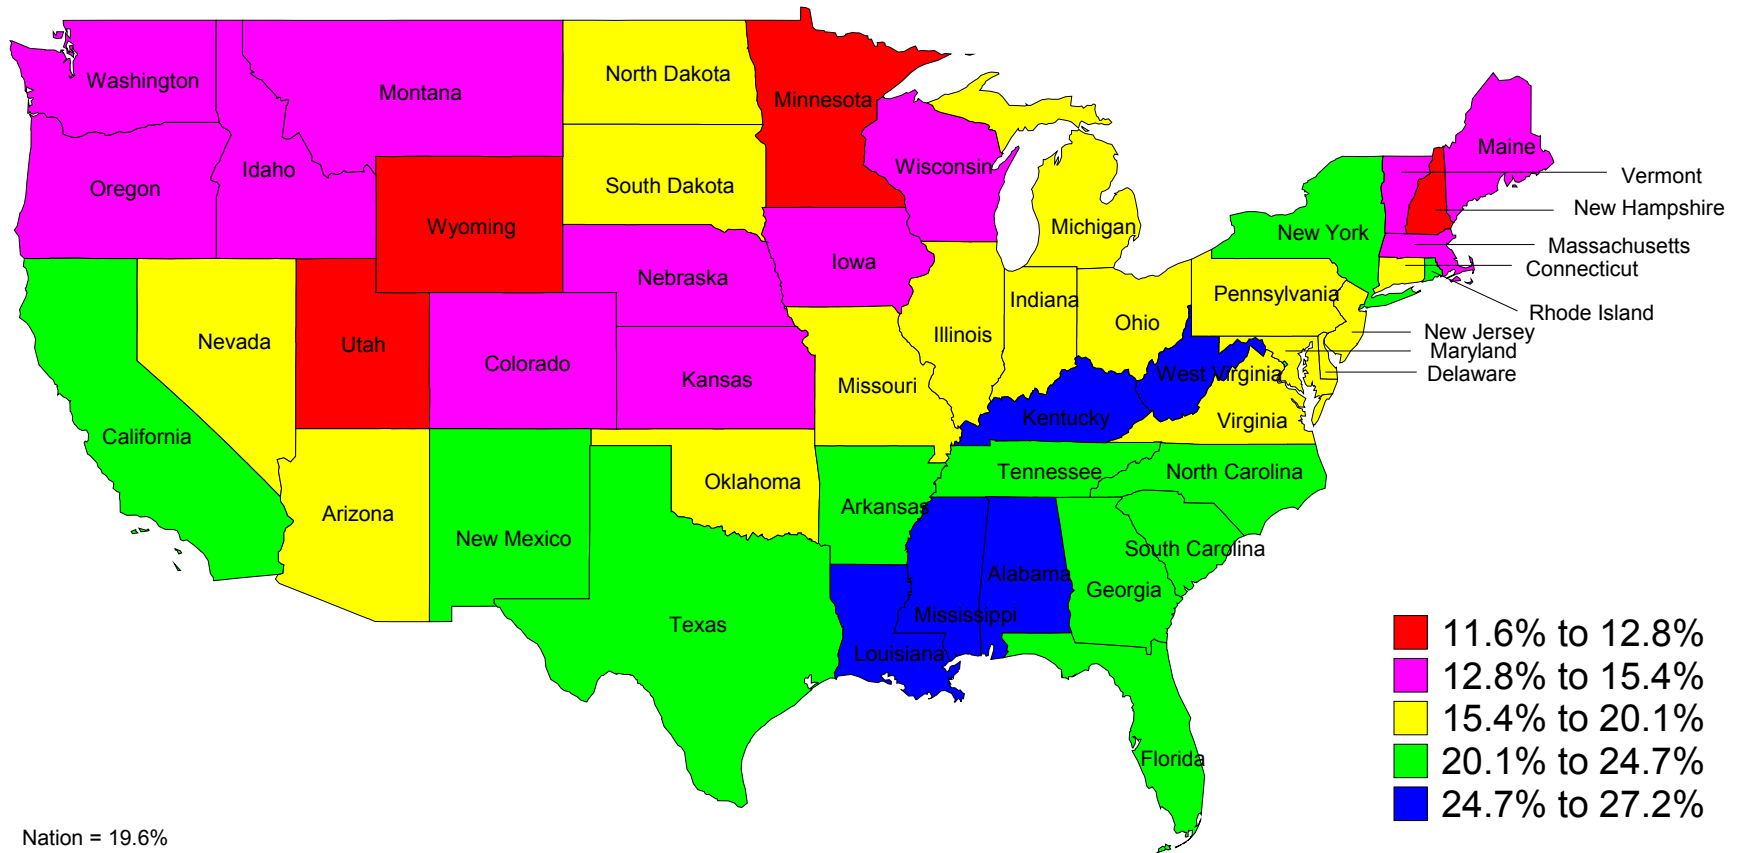 Washington
Montana
North Dakota
Minnesota
Maine
Idaho
Oregon
Wisconsin
South Dakota
Vermont
New Hampshire
Wyoming
Michigan
New York
Massachusetts
Iowa
Connecticut
Nebraska
Indiana
Pennsylvania
Rhode Island
Nevada
Utah
Illinois
Ohio
New Jersey
Maryland
Colorado
Kansas
Missouri
West Virginia
Delaware
California
Kentucky
Virginia
Oklahoma
Tennessee
North Carolina
Arizona
Arkansas
New Mexico
South Carolina
Alabama
Georgia
Texas
Mississippi
Louisiana
Florida
11.6% to 12.8%
12.8% to 15.4%
15.4% to 20.1%
20.1% to 24.7%
24.7% to 27.2%
Nation = 19.6%